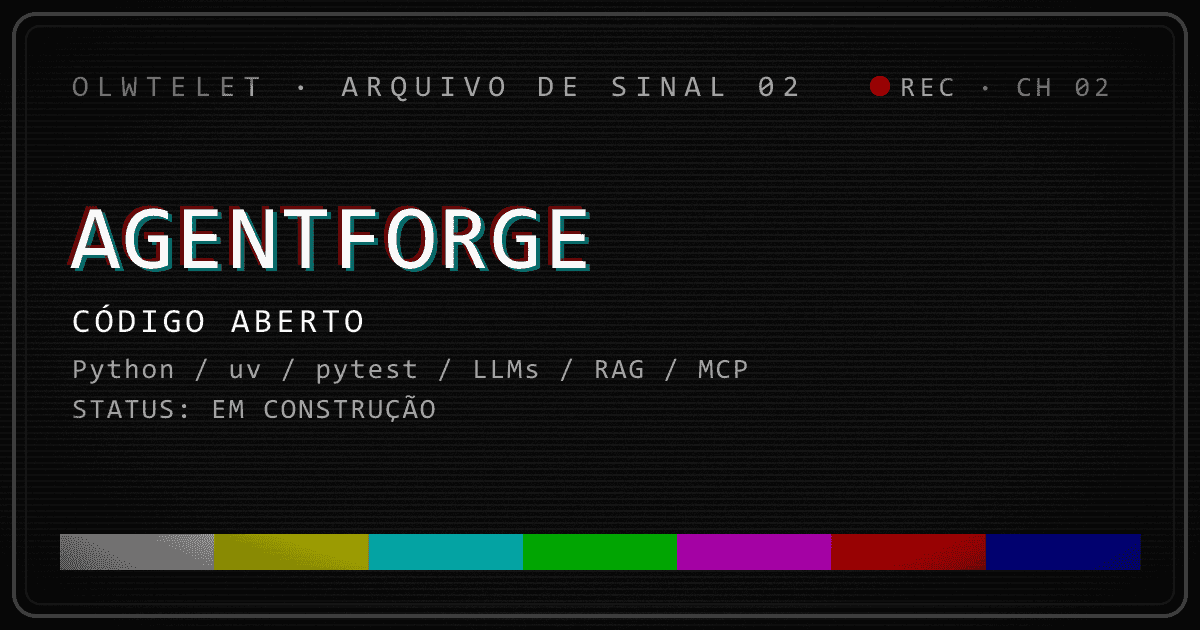 OLWTELET · ARQUIVO DE SINAL 02 REC · CH 02
AGENTFORGE
CÓDIGO ABERTO
Python / uv / pytest / LLMs / RAG / MCP
STATUS: EM CONSTRUÇÃO